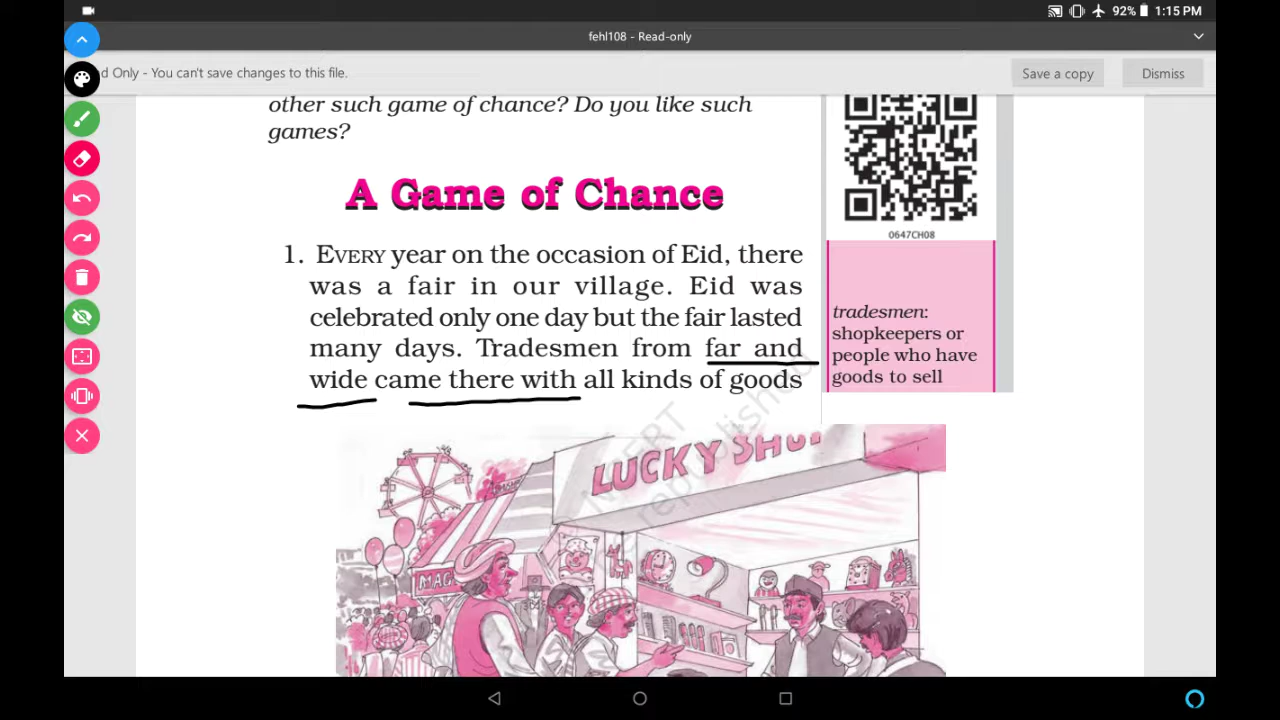 92% 1:15 PM
fehl108 - Read-only
d Only - You can't save changes to this file.
Save a copy
Dismiss
other such game of chance? Do you like such
games?
A Game of Chance
0647CH08
1. EVERY year on the occasion of Eid, there
was a fair in our village. Eid was
celebrated only one day but the fair lasted
many days. Tradesmen from far and
wide came there with all kinds of goods
tradesmen:
shopkeepers or
people who have
goods to sell
LUCKY SHOP
MAG